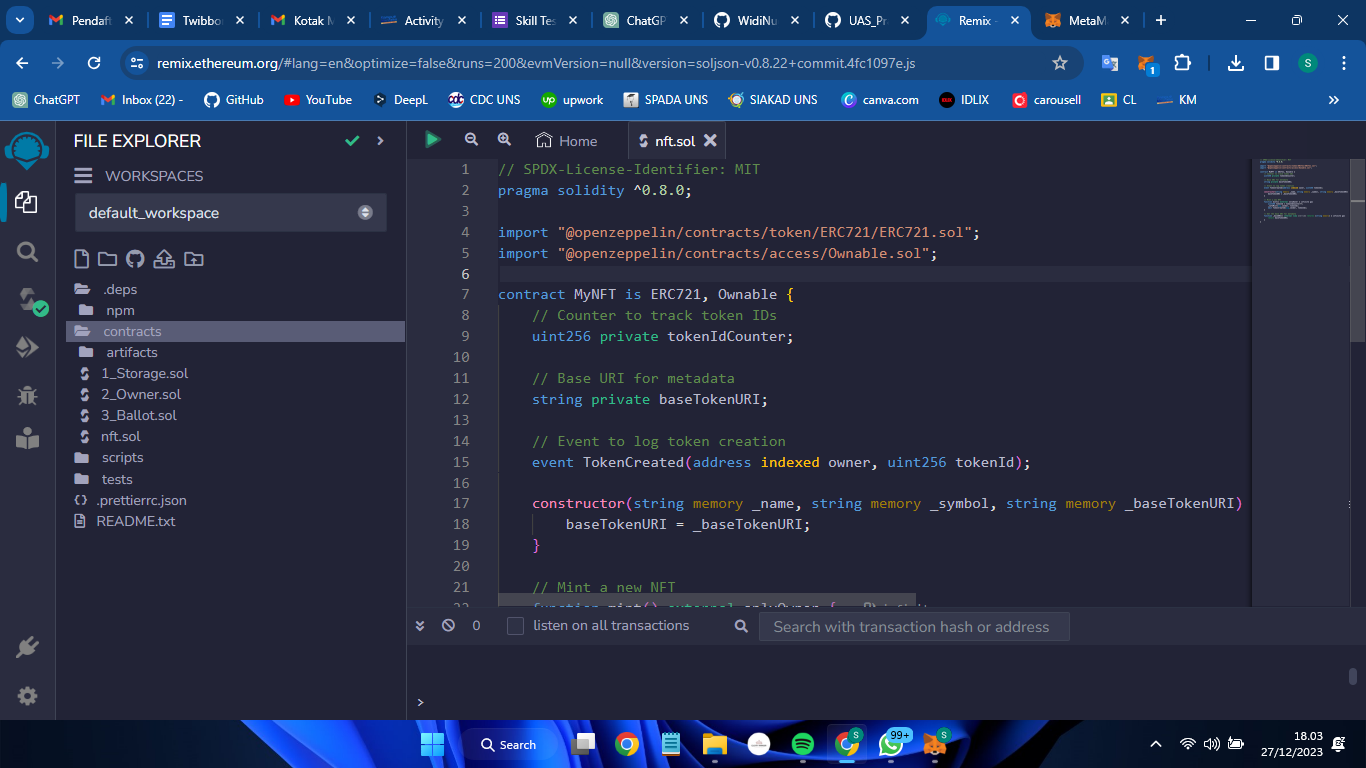 Pendaft
Twibbo
Kotak M
Activity
Skill Tes
ChatGP
WidiNu
UAS_Pr
Remix -
MetaM
remix.ethereum.org/#lang=en&optimize=false&runs=200&evmVersion=null&version=soljson-v0.8.22+commit.4fc1097e.js
1
S
ChatGPT
Inbox (22) -
GitHub
YouTube
DeepL
CDC UNS
upwork
SPADA UNS
SIAKAD UNS
canva.com
IDLIX
carousell
CL
KM
FILE EXPLORER
WORKSPACES
default_workspace
.deps
npm
contracts
artifacts
1_Storage.sol
2_Owner.sol
3_Ballot.sol
nft.sol
scripts
tests
.prettierrc.json
README.txt
Home
nft.sol
1 // SPDX-License-Identifier: MIT
2 pragma solidity ^0.8.0;
3
4 import "@openzeppelin/contracts/token/ERC721/ERC721.sol";
5 import "@openzeppelin/contracts/access/Ownable.sol";
6
7 contract MyNFT is ERC721, Ownable {
8 // Counter to track token IDs
9 uint256 private tokenIdCounter;
10
11 // Base URI for metadata
12 string private baseTokenURI;
13
14 // Event to log token creation
15 event TokenCreated(address indexed owner, uint256 tokenId);
16
17 constructor(string memory _name, string memory _symbol, string memory _baseTokenURI)
18 baseTokenURI = _baseTokenURI;
19 }
20
21 // Mint a new NFT
22 function mint() external onlyOwner {
0
listen on all transactions
Search with transaction hash or address
>
Search
S
99+
S
18.03
27/12/2023